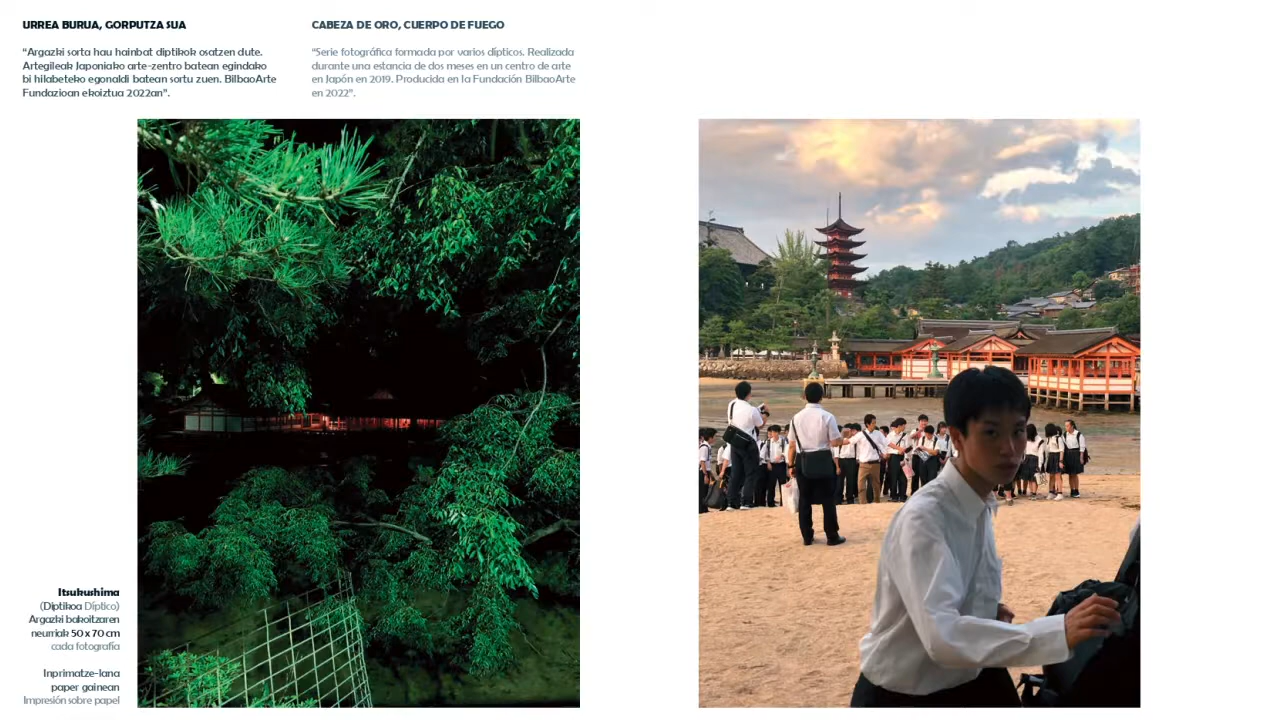 URREA BURUA, GORPUTZA SUA
"Argazki sorta hau hainbat diptikok osatzen dute.
Artegileak Japoniako arte-zentro batean egindako
bi hilabeteko egonaldi batean sortu zuen. BilbaoArte
Fundazioan ekoiztua 2022an".
CABEZA DE ORO, CUERPO DE FUEGO
"Serie fotográfica formada por varios dípticos. Realizada
durante una estancia de dos meses en un centro de arte
en Japón en 2019. Producida en la Fundación BilbaoArte
en 2022".
Itsukushima
(Diptikoa Díptico)
Argazki bakoitzaren
neurriak 50 x 70 cm
cada fotografía
Inprimatze-lana
paper gainean
Impresión sobre papel